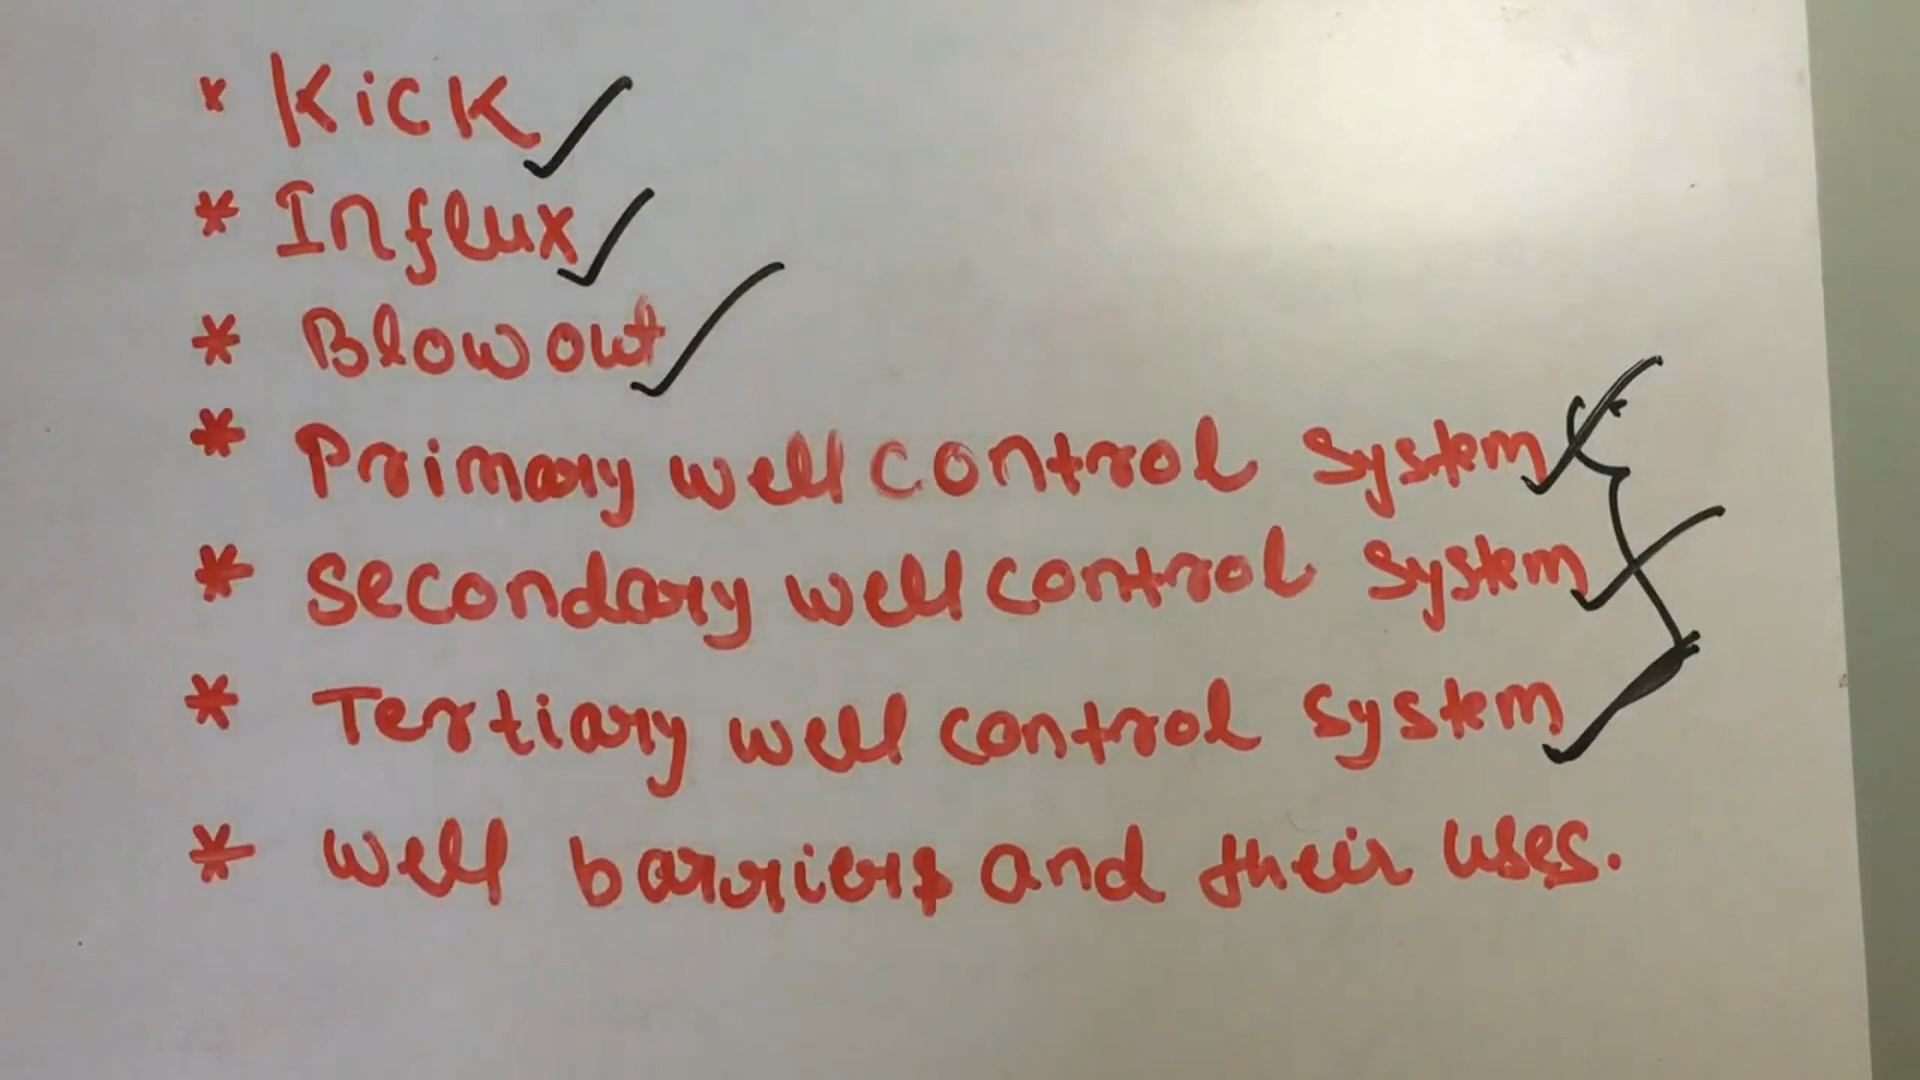 * Kick
* Influx
* Blowout
* Primary well control system
* Secondary well control system
* Tertiary well control system
* Well barriers and their uses.